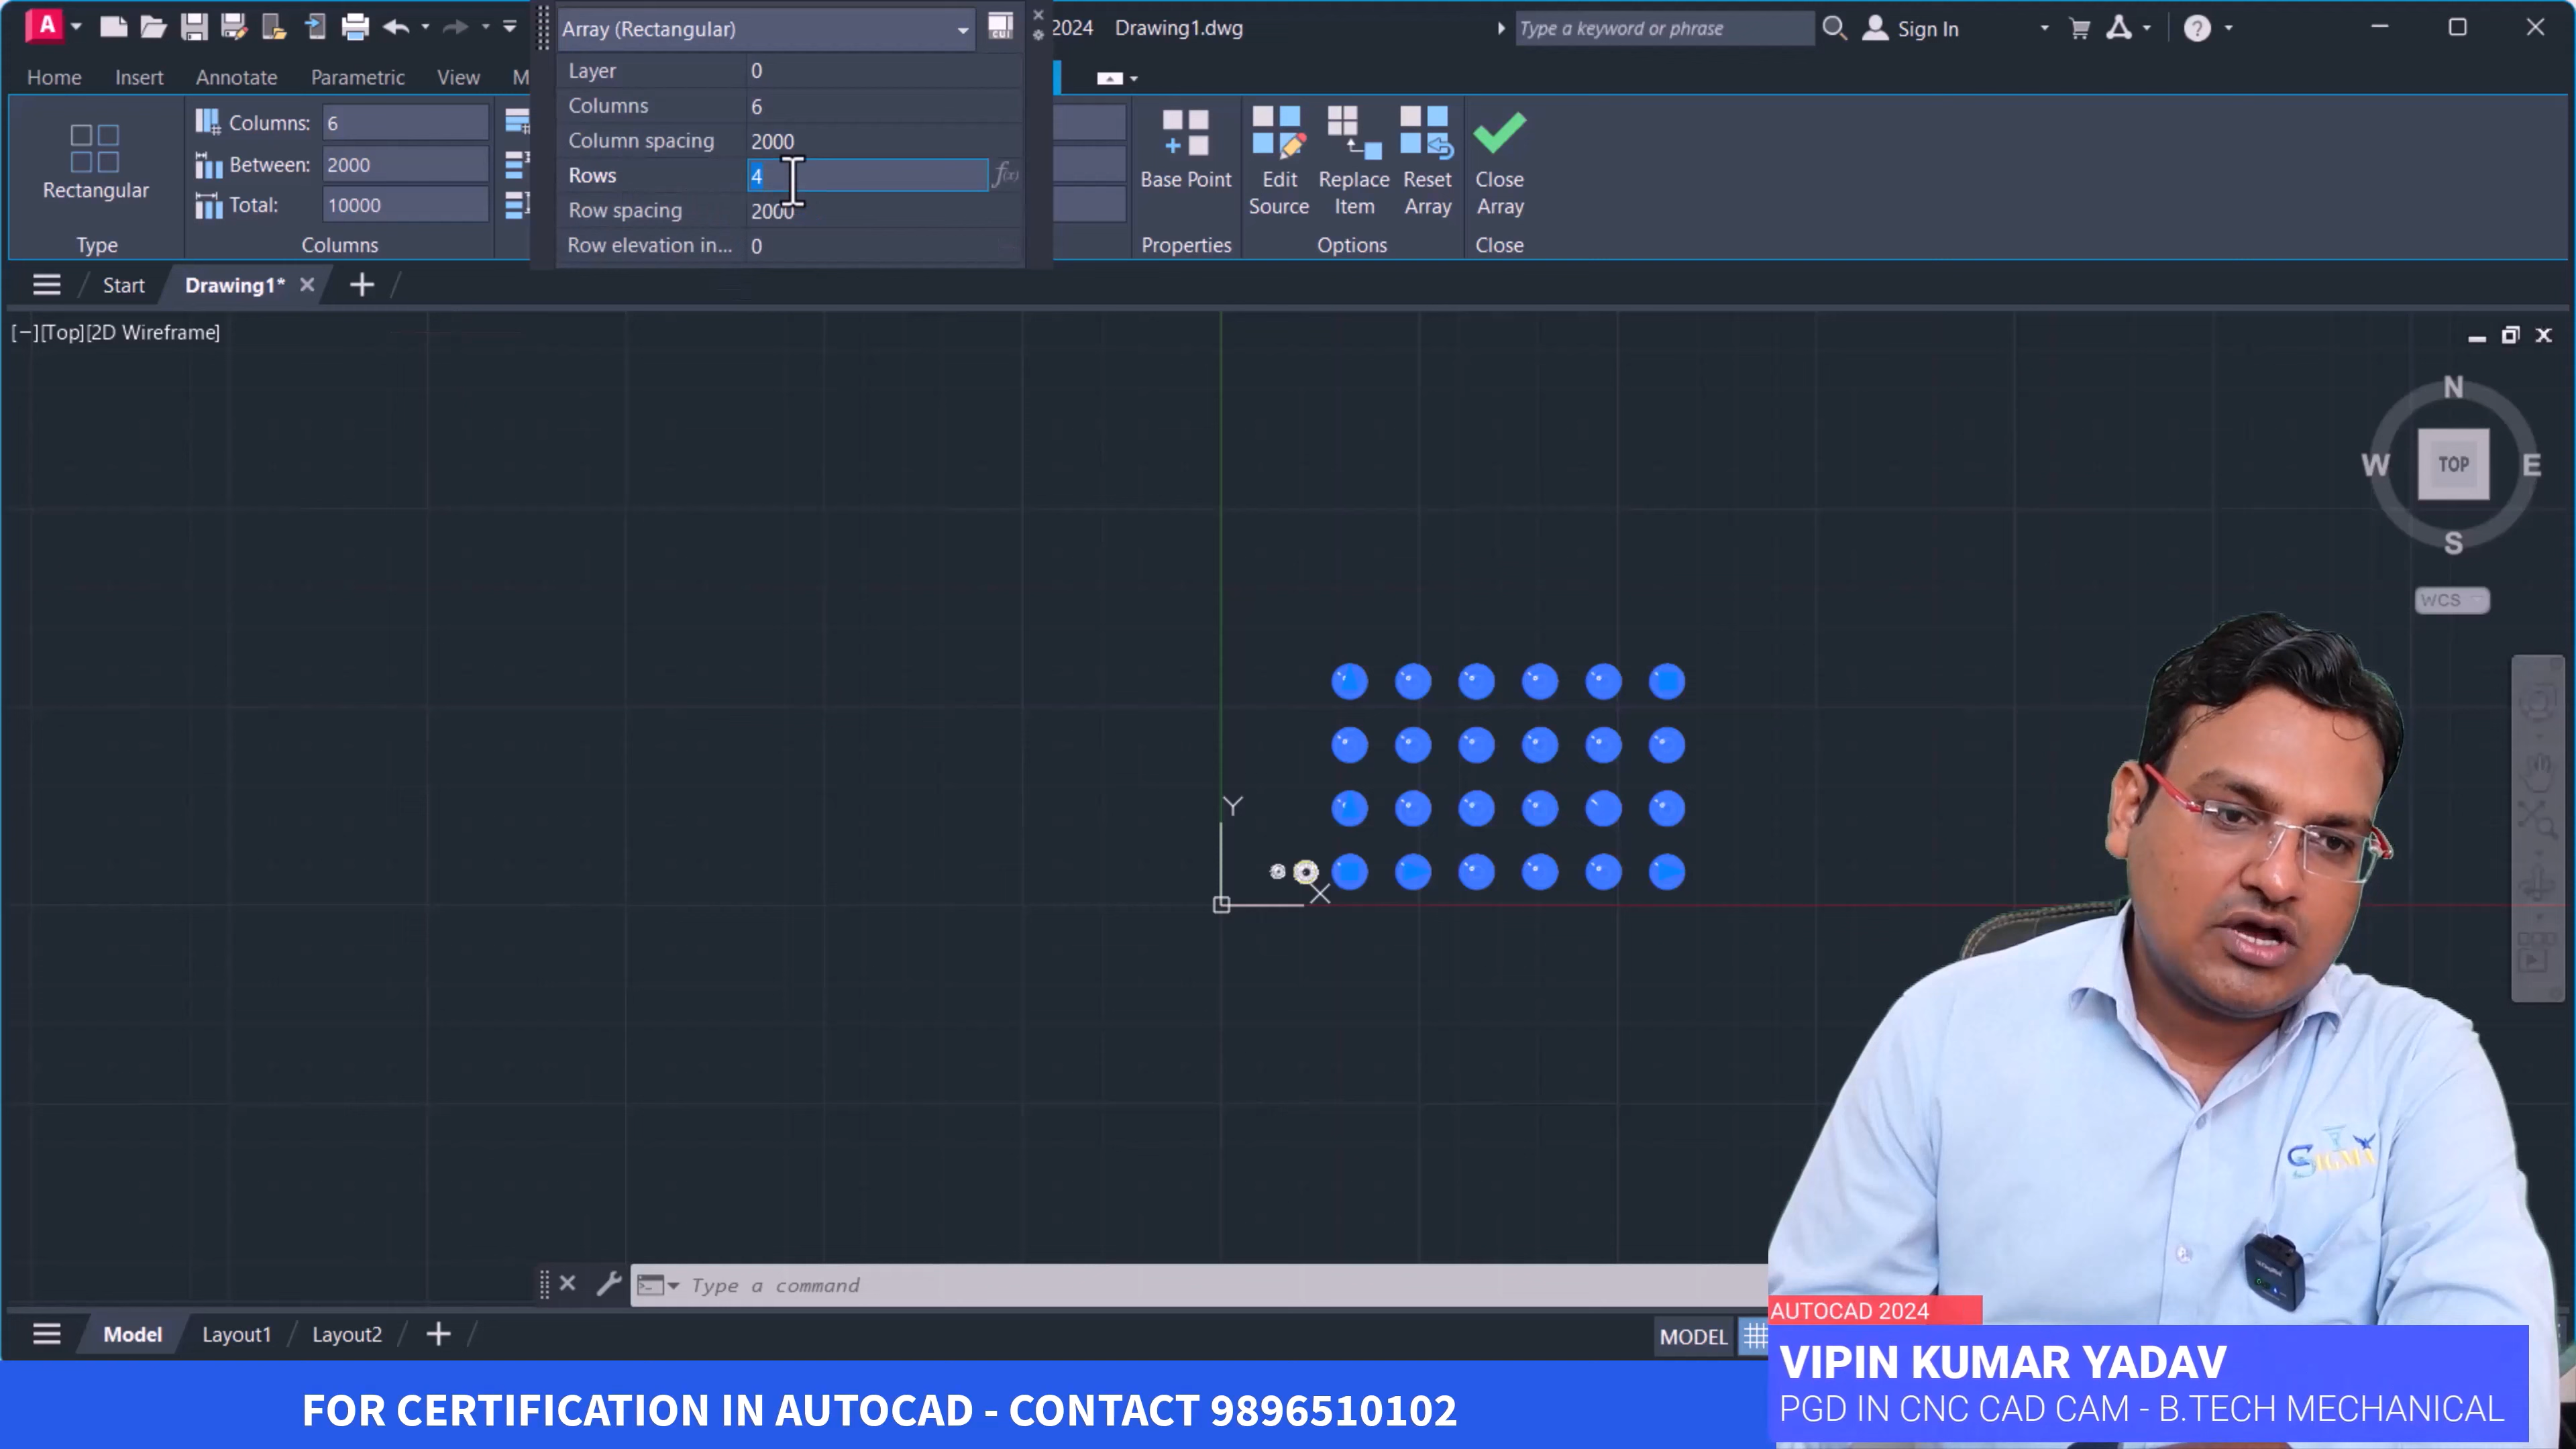 A
Array (Rectangular)
CUI
2024 Drawing1.dwg
Type a keyword or phrase
Sign In
?
Home Insert Annotate Parametric View M
Layer 0
Columns 6
Column spacing 2000
Rows 4
f(x)
Row spacing 2000
Row elevation in... 0
Rectangular
Type
Columns: 6
Between: 2000
Total: 10000
Columns
Base Point
Properties
Edit Source
Replace Item
Reset Array
Options
Close Array
Close
Start
Drawing1*
[−][Top][2D Wireframe]
N
W TOP E
S
WCS
Y
X
SIGMA
Type a command
Model Layout1 Layout2
MODEL
AUTOCAD 2024
VIPIN KUMAR YADAV
PGD IN CNC CAD CAM - B.TECH MECHANICAL
FOR CERTIFICATION IN AUTOCAD - CONTACT 9896510102